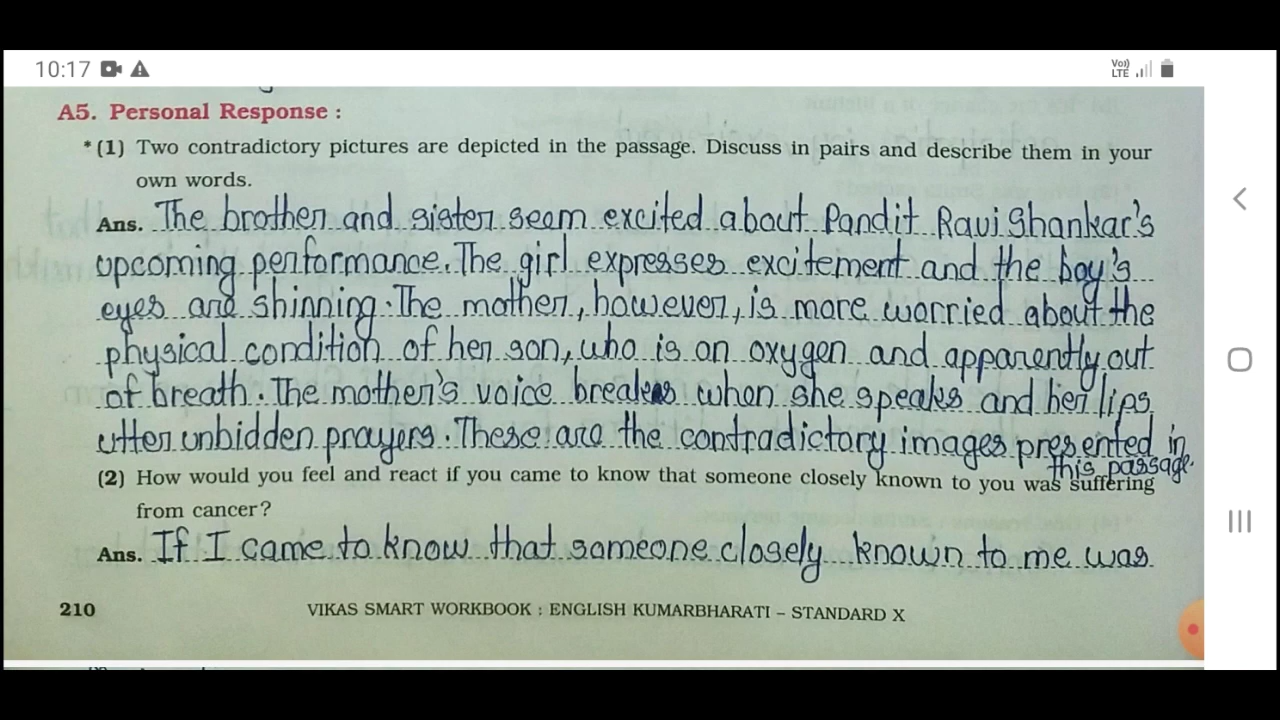 10:17
Vo)
LTE
A5. Personal Response :
*(1) Two contradictory pictures are depicted in the passage. Discuss in pairs and describe them in your
own words.
Ans. The brother and sister seem excited about Pandit Ravi Shankar's
upcoming performance. The girl expresses excitement and the boy's
eyes are shinning. The mother, however, is more worried about the
physical condition of her son, who is on oxygen and apparently out
of breath. The mother's voice breaks when she speaks and her lips
utter unbidden prayers. These are the contradictory images presented in
this passage.
(2) How would you feel and react if you came to know that someone closely known to you was suffering
from cancer?
Ans. If I came to know that someone closely known to me was
210 VIKAS SMART WORKBOOK : ENGLISH KUMARBHARATI – STANDARD X